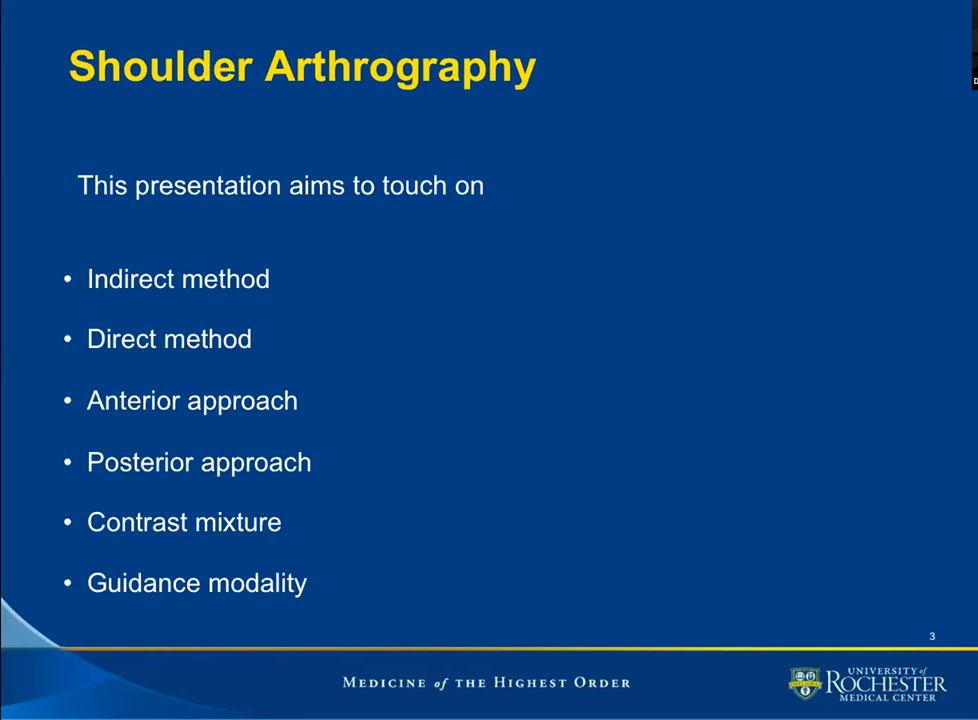 Shoulder Arthrography
This presentation aims to touch on
• Indirect method
• Direct method
• Anterior approach
• Posterior approach
• Contrast mixture
• Guidance modality
3
MEDICINE of THE HIGHEST ORDER
UNIVERSITY of
ROCHESTER
MEDICAL CENTER